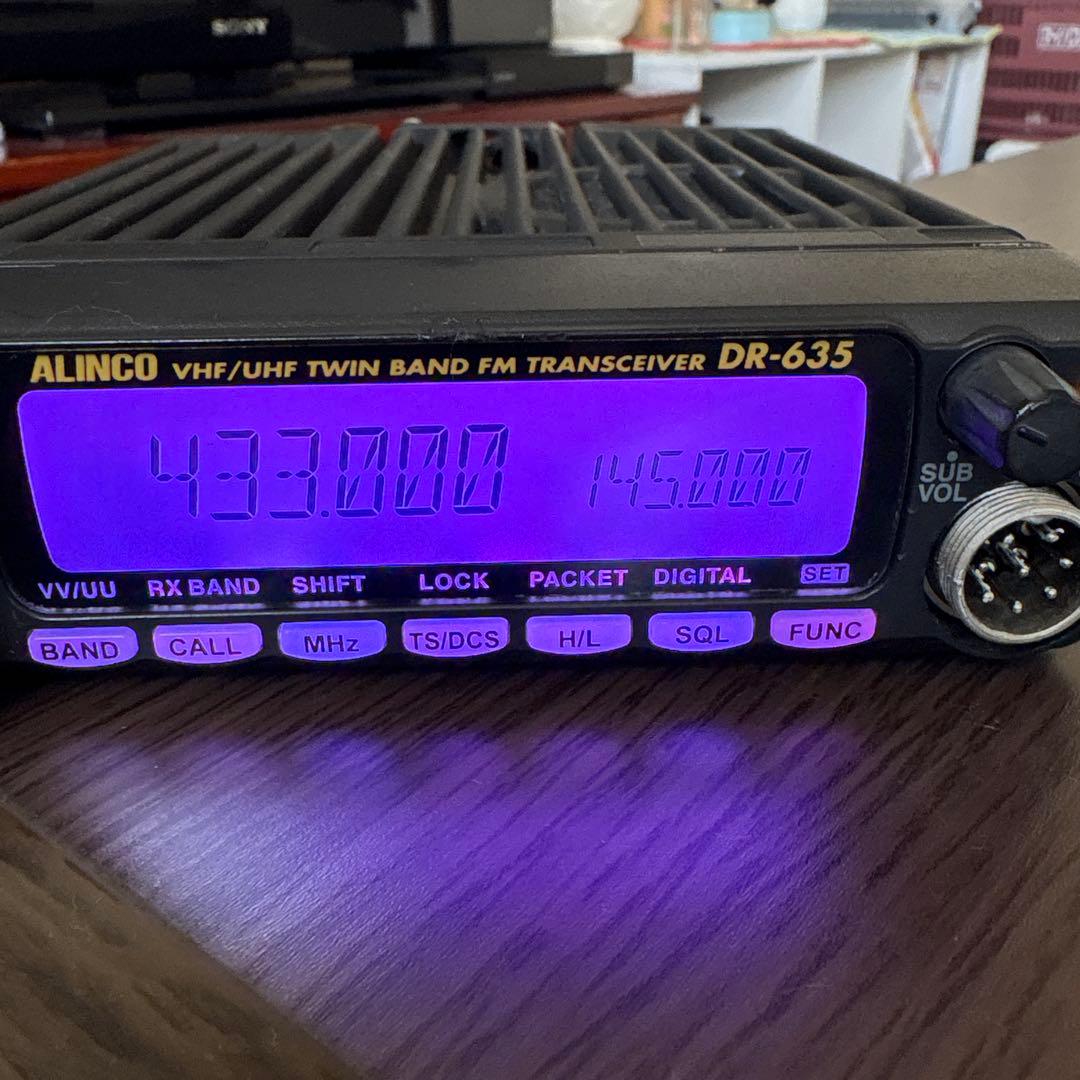 SONY
ALINCO VHF/UHF TWIN BAND FM TRANSCEIVER DR-635
433.000 145.000
SUB
VOL
VV/UU RX BAND SHIFT LOCK PACKET DIGITAL SET
BAND CALL MHz TS/DCS H/L SQL FUNC